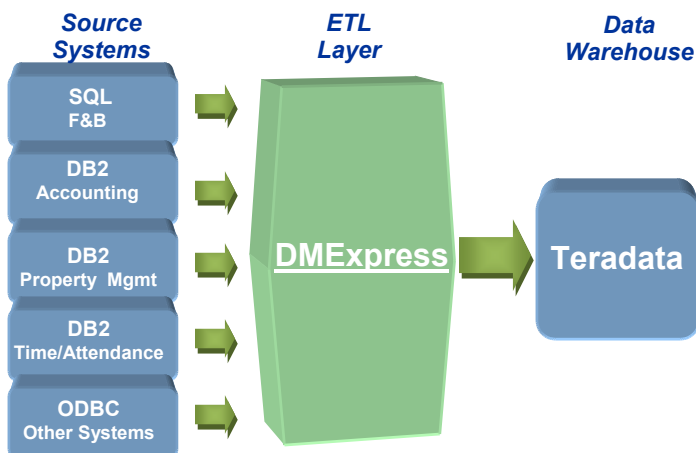 Source
Systems
ETL
Layer
Data
Warehouse
SQL
F&B
DB2
Accounting
DB2
Property Mgmt
DB2
Time/Attendance
ODBC
Other Systems
DMExpress
Teradata